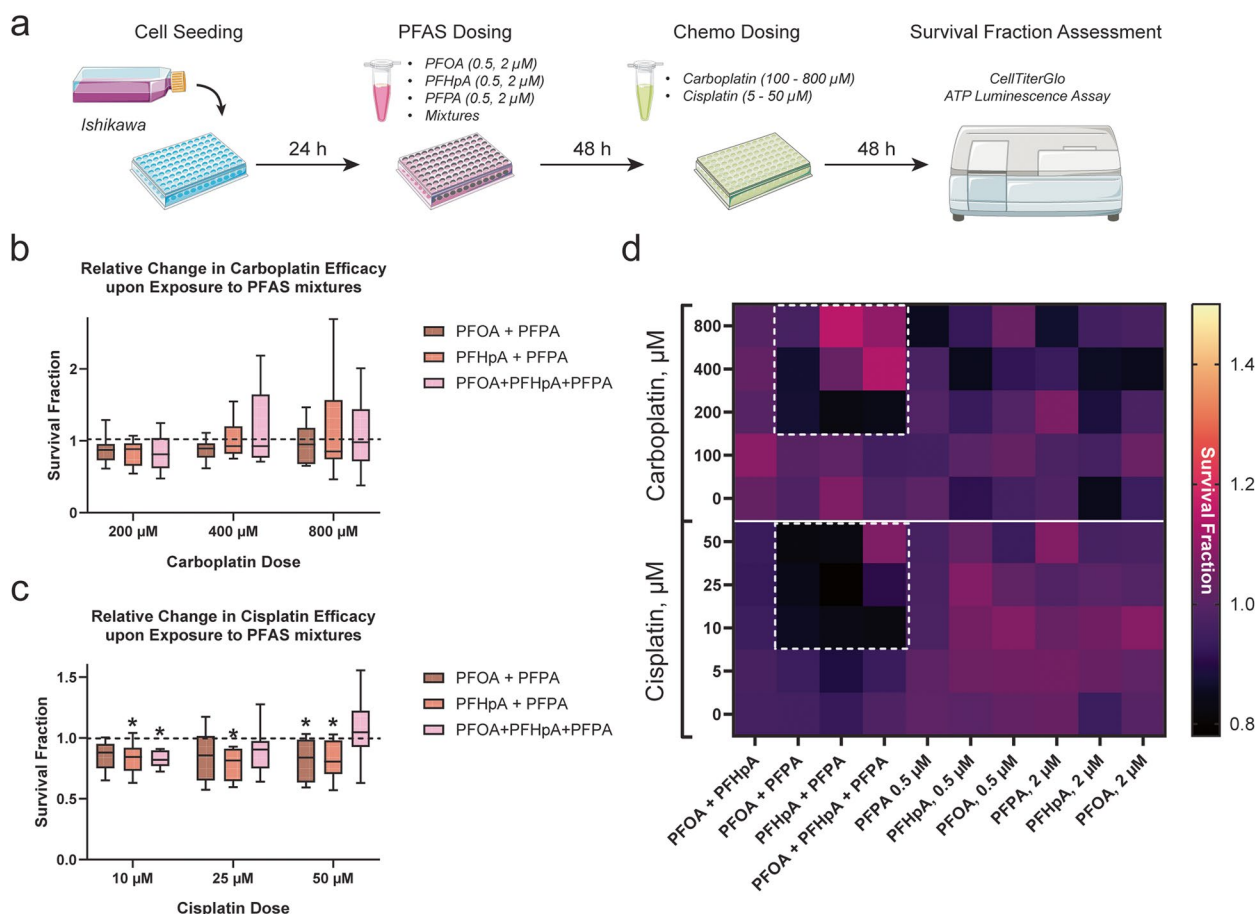 a
Cell Seeding
Ishikawa
24 h
PFAS Dosing
• PFOA (0.5, 2 µM)
• PFHpA (0.5, 2 µM)
• PFPA (0.5, 2 µM)
• Mixtures
48 h
Chemo Dosing
• Carboplatin (100 - 800 µM)
• Cisplatin (5 - 50 µM)
48 h
Survival Fraction Assessment
CellTiterGlo
ATP Luminescence Assay
b
Relative Change in Carboplatin Efficacy
upon Exposure to PFAS mixtures
Survival Fraction
2
1
0
200 µM
400 µM
800 µM
Carboplatin Dose
PFOA + PFPA
PFHpA + PFPA
PFOA+PFHpA+PFPA
c
Relative Change in Cisplatin Efficacy
upon Exposure to PFAS mixtures
Survival Fraction
1.5
1.0
0.5
0.0
* * * * *
10 µM
25 µM
50 µM
Cisplatin Dose
PFOA + PFPA
PFHpA + PFPA
PFOA+PFHpA+PFPA
d
Carboplatin, µM
800
400
200
100
0
Cisplatin, µM
50
25
10
5
0
PFOA + PFHpA
PFOA + PFPA
PFHpA + PFPA
PFOA + PFHpA + PFPA
PFPA 0.5 µM
PFHpA, 0.5 µM
PFOA, 0.5 µM
PFPA, 2 µM
PFHpA, 2 µM
PFOA, 2 µM
Survival Fraction
1.4
1.2
1.0
0.8